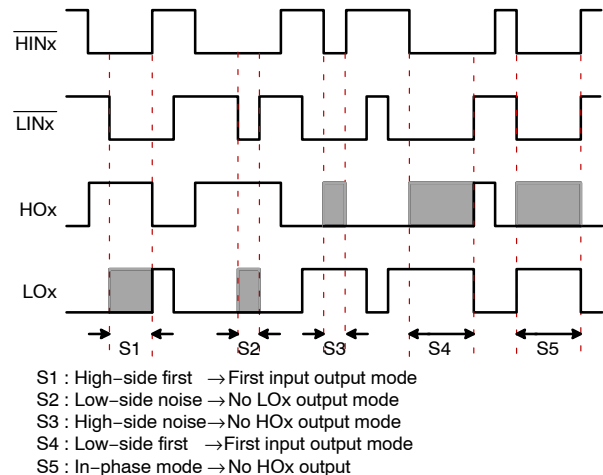 HINx
LINx
HOx
LOx
S1 S2 S3 S4 S5
S1 : High−side first →First input output mode
S2 : Low−side noise→No LOx output mode
S3 : High−side noise→No HOx output mode
S4 : Low−side first →First input output mode
S5 : In−phase mode→No HOx output